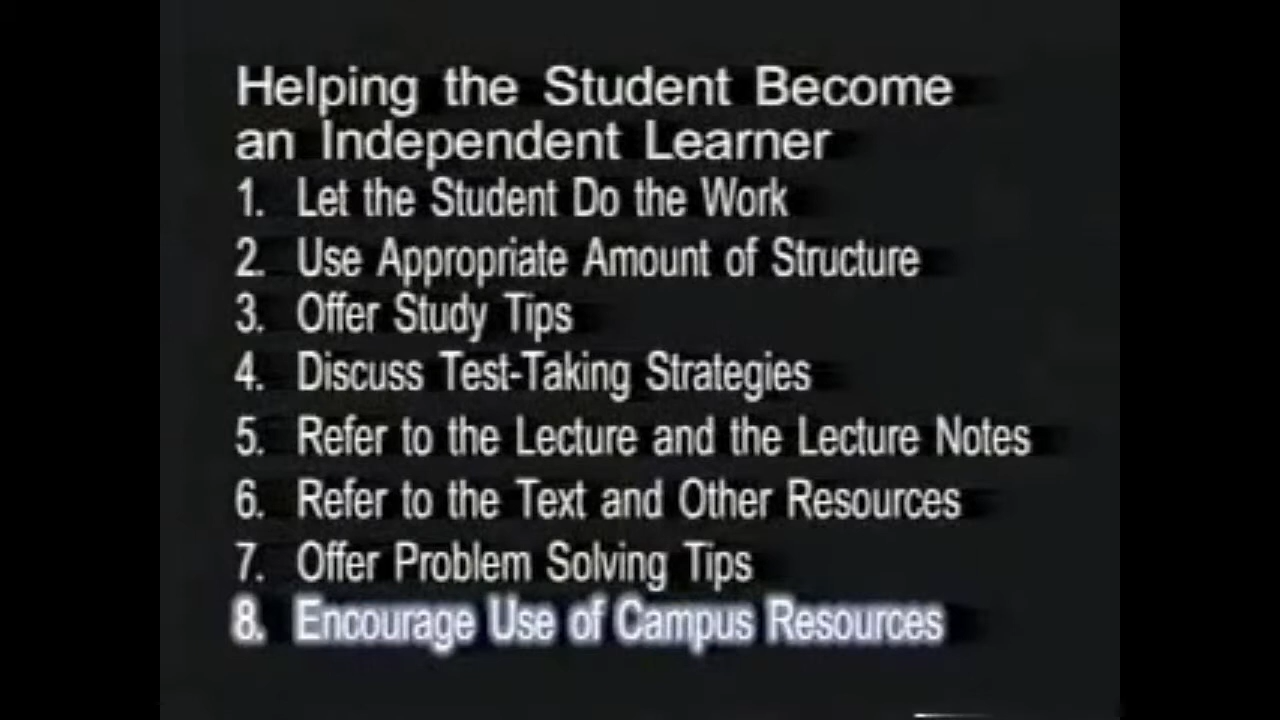 Helping the Student Become
an Independent Learner
1. Let the Student Do the Work
2. Use Appropriate Amount of Structure
3. Offer Study Tips
4. Discuss Test-Taking Strategies
5. Refer to the Lecture and the Lecture Notes
6. Refer to the Text and Other Resources
7. Offer Problem Solving Tips
8. Encourage Use of Campus Resources